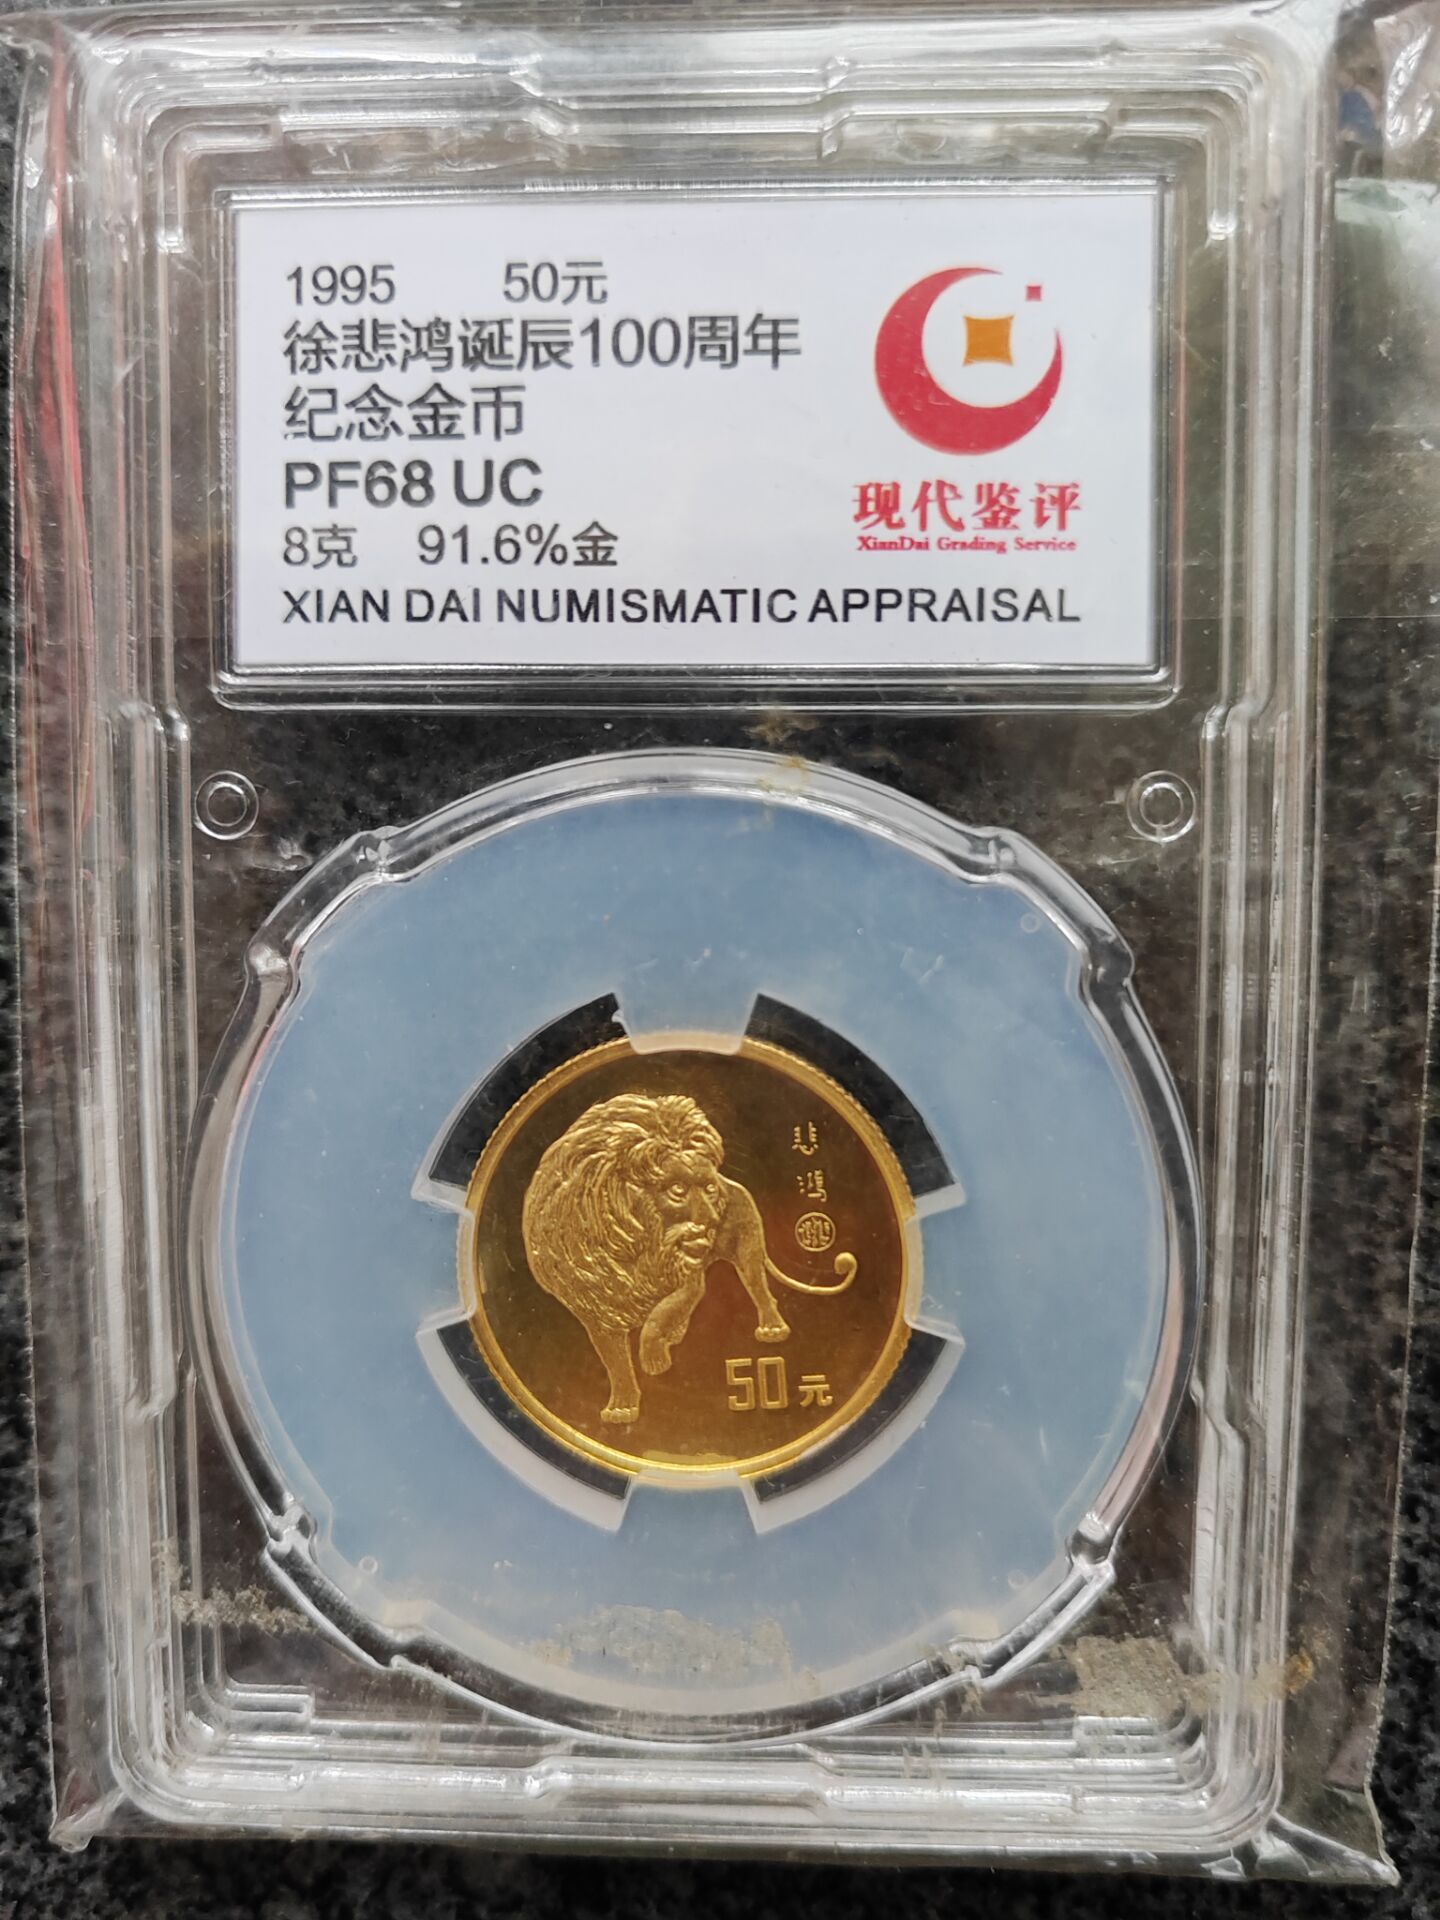 1995 50元
徐悲鸿诞辰100周年
纪念金币
PF68 UC
8克 91.6%金
XIAN DAI NUMISMATIC APPRAISAL
现代鉴评
XianDai Grading Service
悲
鸿
50元